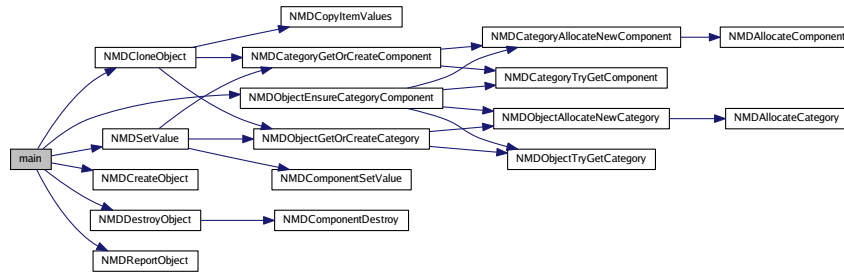 NMDCopyItemValues
NMDCategoryAllocateNewComponent
NMDAllocateComponent
NMDCloneObject
NMDCategoryGetOrCreateComponent
NMDCategoryTryGetComponent
NMDObjectEnsureCategoryComponent
NMDObjectAllocateNewCategory
NMDAllocateCategory
NMDSetValue
NMDObjectGetOrCreateCategory
main
NMDObjectTryGetCategory
NMDCreateObject
NMDComponentSetValue
NMDDestroyObject
NMDComponentDestroy
NMDReportObject